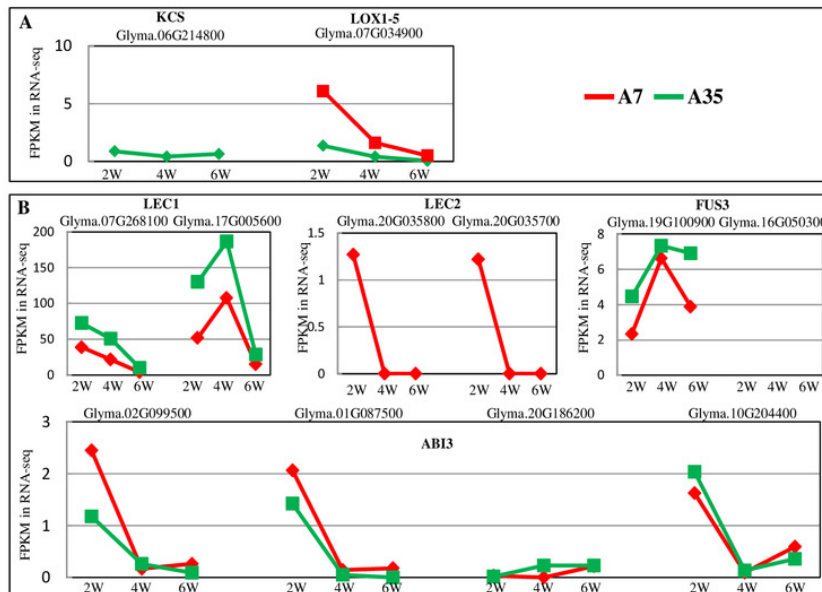 A
KCS LOX1-5
Glyma.06G214800 Glyma.07G034900
FPKM in RNA-seq
10
5
0
2W 4W 6W 2W 4W 6W
A7 A35
B
LEC1 LEC2 FUS3
Glyma.07G268100 Glyma.17G005600 Glyma.20G035800 Glyma.20G035700 Glyma.19G100900 Glyma.16G050300
FPKM in RNA-seq
200
150
100
50
0
2W 4W 6W 2W 4W 6W
FPKM in RNA-seq
1.5
1
0.5
0
2W 4W 6W 2W 4W 6W
FPKM in RNA-seq
8
6
4
2
0
2W 4W 6W 2W 4W 6W
Glyma.02G099500 Glyma.01G087500 Glyma.20G186200 Glyma.10G204400
ABI3
FPKM in RNA-seq
3
2
1
0
2W 4W 6W 2W 4W 6W 2W 4W 6W 2W 4W 6W